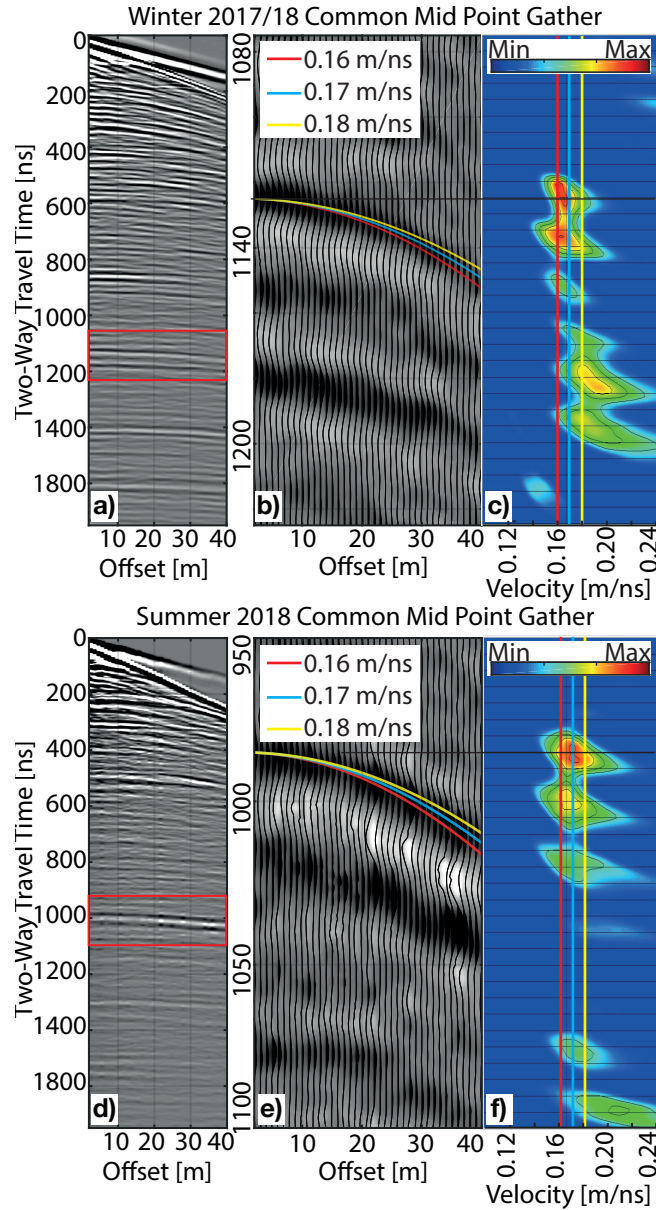 Winter 2017/18 Common Mid Point Gather
0
200
400
600
800
1000
1200
1400
1600
1800
Two-Way Travel Time [ns]
a)
10 20 30 40
Offset [m]
1080
1140
1200
0.16 m/ns
0.17 m/ns
0.18 m/ns
b)
10 20 30 40
Offset [m]
Min Max
c)
0.12 0.16 0.20 0.24
Velocity [m/ns]
Summer 2018 Common Mid Point Gather
0
200
400
600
800
1000
1200
1400
1600
1800
Two-Way Travel Time [ns]
d)
10 20 30 40
Offset [m]
950
1000
1050
1100
0.16 m/ns
0.17 m/ns
0.18 m/ns
e)
10 20 30 40
Offset [m]
Min Max
f)
0.12 0.16 0.20 0.24
Velocity [m/ns]